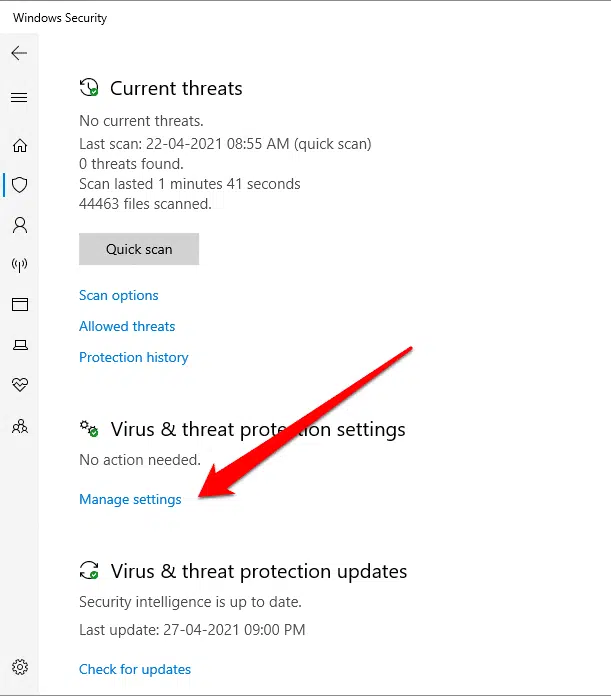 Windows Security
Current threats
No current threats.
Last scan: 22-04-2021 08:55 AM (quick scan)
0 threats found.
Scan lasted 1 minutes 41 seconds
44463 files scanned.
Quick scan
Scan options
Allowed threats
Protection history
Virus & threat protection settings
No action needed.
Manage settings
Virus & threat protection updates
Security intelligence is up to date.
Last update: 27-04-2021 09:00 PM
Check for updates